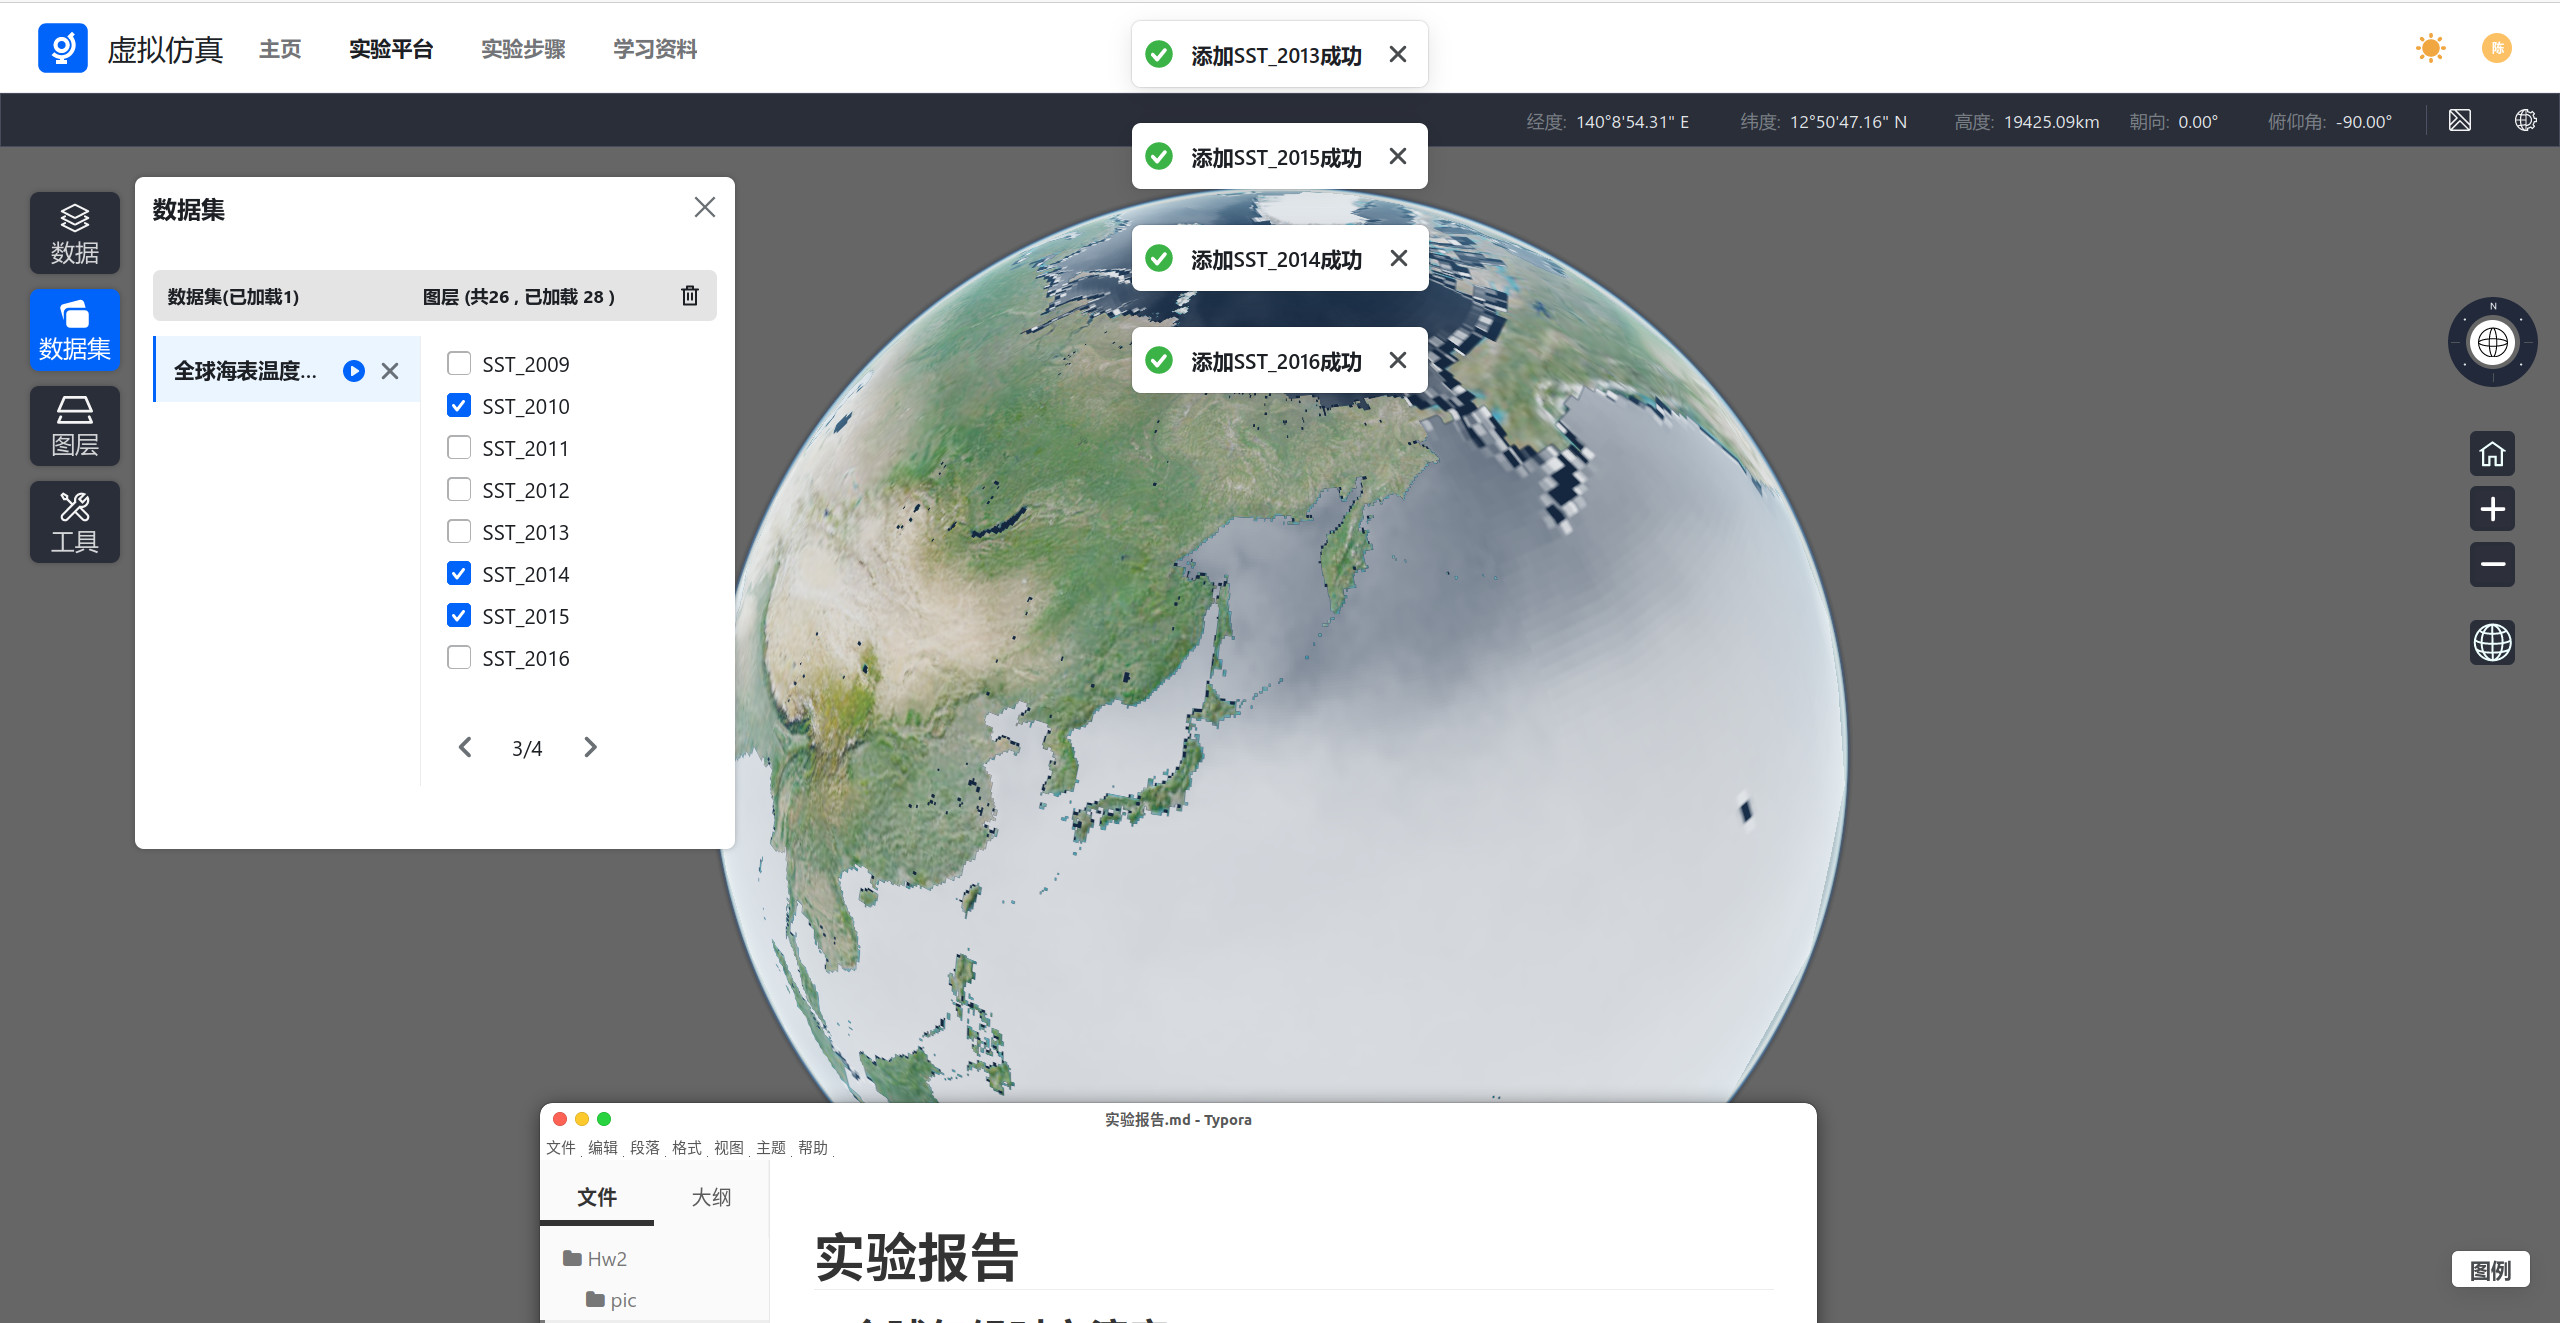 虚拟仿真
主页
实验平台
实验步骤
学习资料
添加SST_2013成功
陈
经度: 140°8'54.31" E
纬度: 12°50'47.16" N
高度: 19425.09km
朝向: 0.00°
俯仰角: -90.00°
添加SST_2015成功
添加SST_2014成功
添加SST_2016成功
数据
数据集
图层
工具
数据集
数据集(已加载1)
图层 (共26 , 已加载 28 )
全球海表温度...
SST_2009
SST_2010
SST_2011
SST_2012
SST_2013
SST_2014
SST_2015
SST_2016
3/4
N
图例
实验报告.md - Typora
文件 编辑 段落 格式 视图 主题 帮助
文件
大纲
Hw2
pic
实验报告